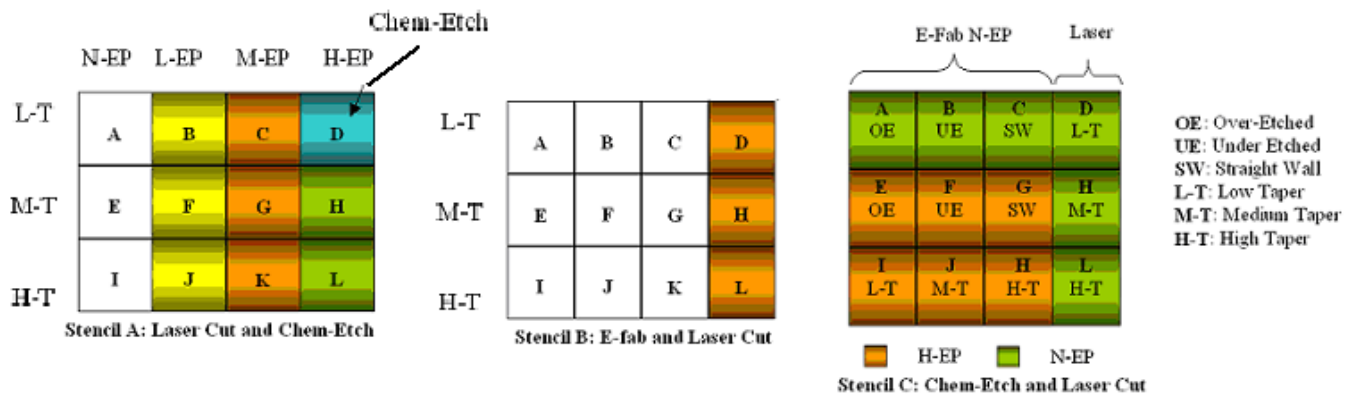 Chem-Etch
N-EP L-EP M-EP H-EP
L-T
M-T
H-T
A B C D
E F G H
I J K L
Stencil A: Laser Cut and Chem-Etch
L-T
M-T
H-T
A B C D
E F G H
I J K L
Stencil B: E-fab and Laser Cut
E-Fab N-EP Laser
A B C D
OE UE SW L-T
E F G H
OE UE SW M-T
I J H L
L-T M-T H-T H-T
H-EP N-EP
Stencil C: Chem-Etch and Laser Cut
OE: Over-Etched
UE: Under Etched
SW: Straight Wall
L-T: Low Taper
M-T: Medium Taper
H-T: High Taper